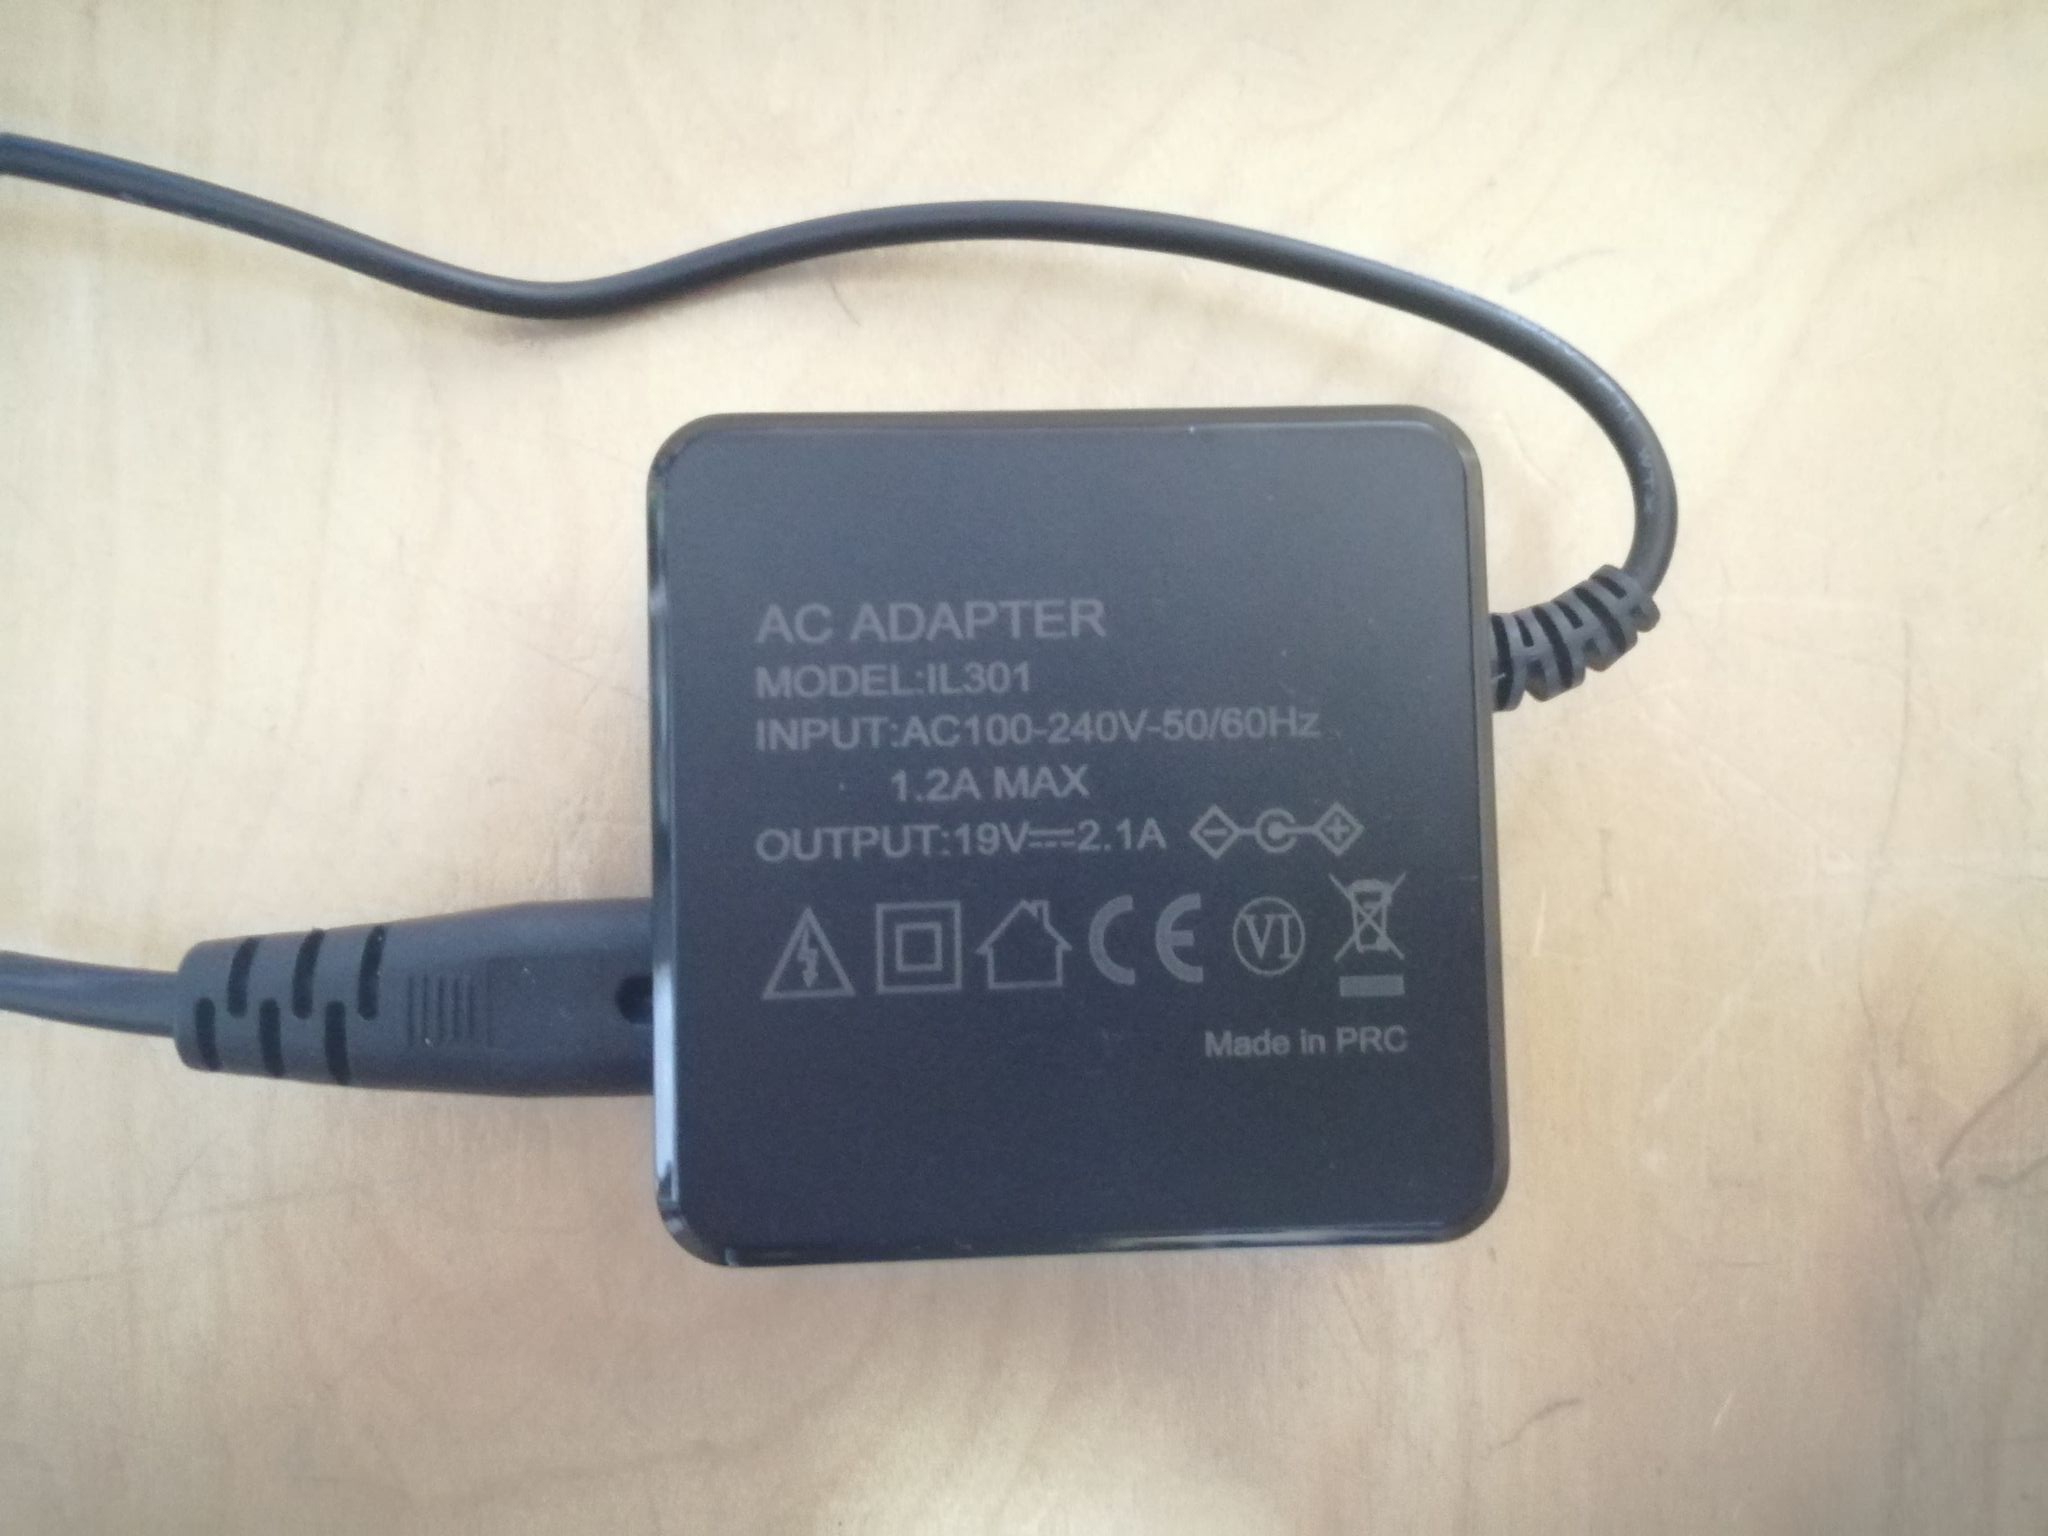 AC ADAPTER
MODEL:IL301
INPUT:AC100-240V-50/60Hz
1.2A MAX
OUTPUT:19V⎓2.1A
CE VI
Made in PRC